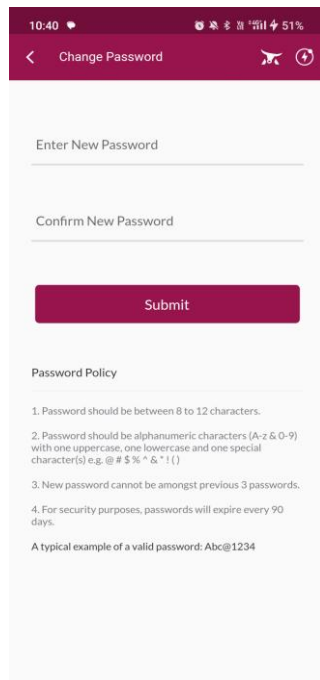 10:40
51%
Change Password
Enter New Password
Confirm New Password
Submit
Password Policy
1. Password should be between 8 to 12 characters.
2. Password should be alphanumeric characters (A-z & 0-9)
with one uppercase, one lowercase and one special
character(s) e.g. @ # $ % ^ & * ! ( )
3. New password cannot be amongst previous 3 passwords.
4. For security purposes, passwords will expire every 90
days.
A typical example of a valid password: Abc@1234